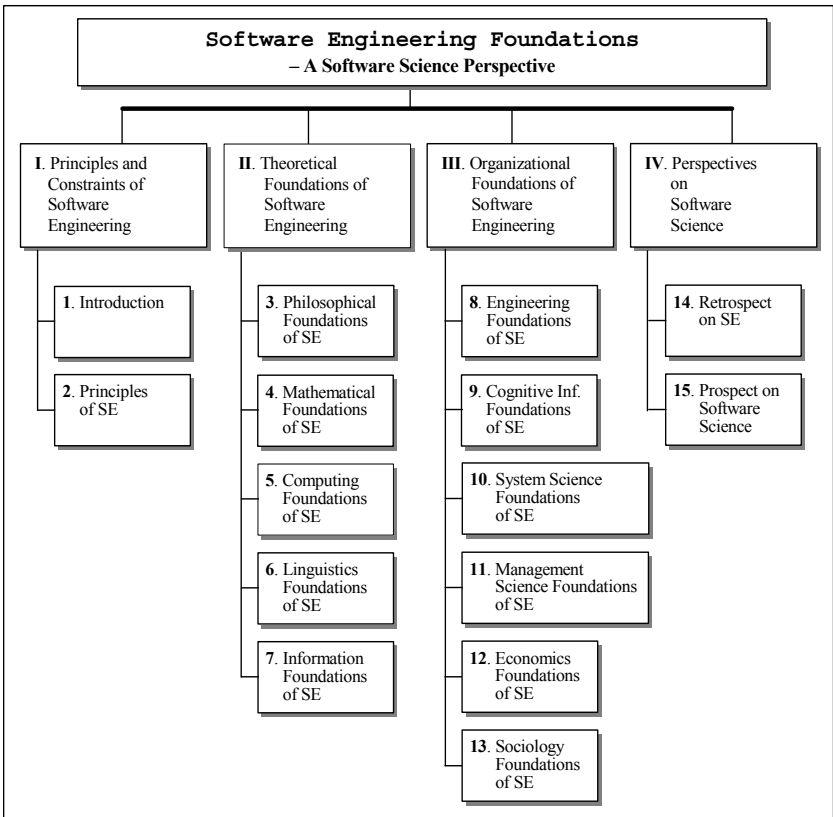 Software Engineering Foundations
– A Software Science Perspective
I. Principles and
Constraints of
Software
Engineering
1. Introduction
2. Principles
of SE
II. Theoretical
Foundations of
Software
Engineering
3. Philosophical
Foundations
of SE
4. Mathematical
Foundations
of SE
5. Computing
Foundations
of SE
6. Linguistics
Foundations
of SE
7. Information
Foundations
of SE
III. Organizational
Foundations of
Software
Engineering
8. Engineering
Foundations
of SE
9. Cognitive Inf.
Foundations
of SE
10. System Science
Foundations
of SE
11. Management
Science Foundations
of SE
12. Economics
Foundations
of SE
13. Sociology
Foundations
of SE
IV. Perspectives
on
Software
Science
14. Retrospect
on SE
15. Prospect on
Software
Science